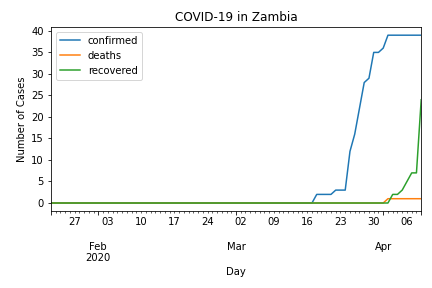 COVID-19 in Zambia
confirmed
deaths
recovered
Number of Cases
40
35
30
25
20
15
10
5
0
27 03 10 17 24 02 09 16 23 30 06
Feb Mar Apr
2020
Day